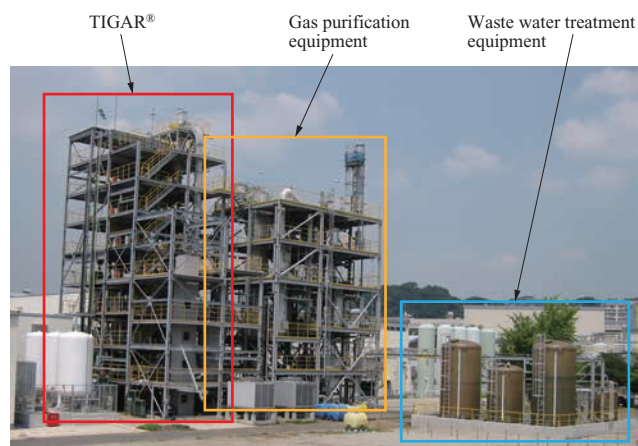 TIGAR®
Gas purification
equipment
Waste water treatment
equipment